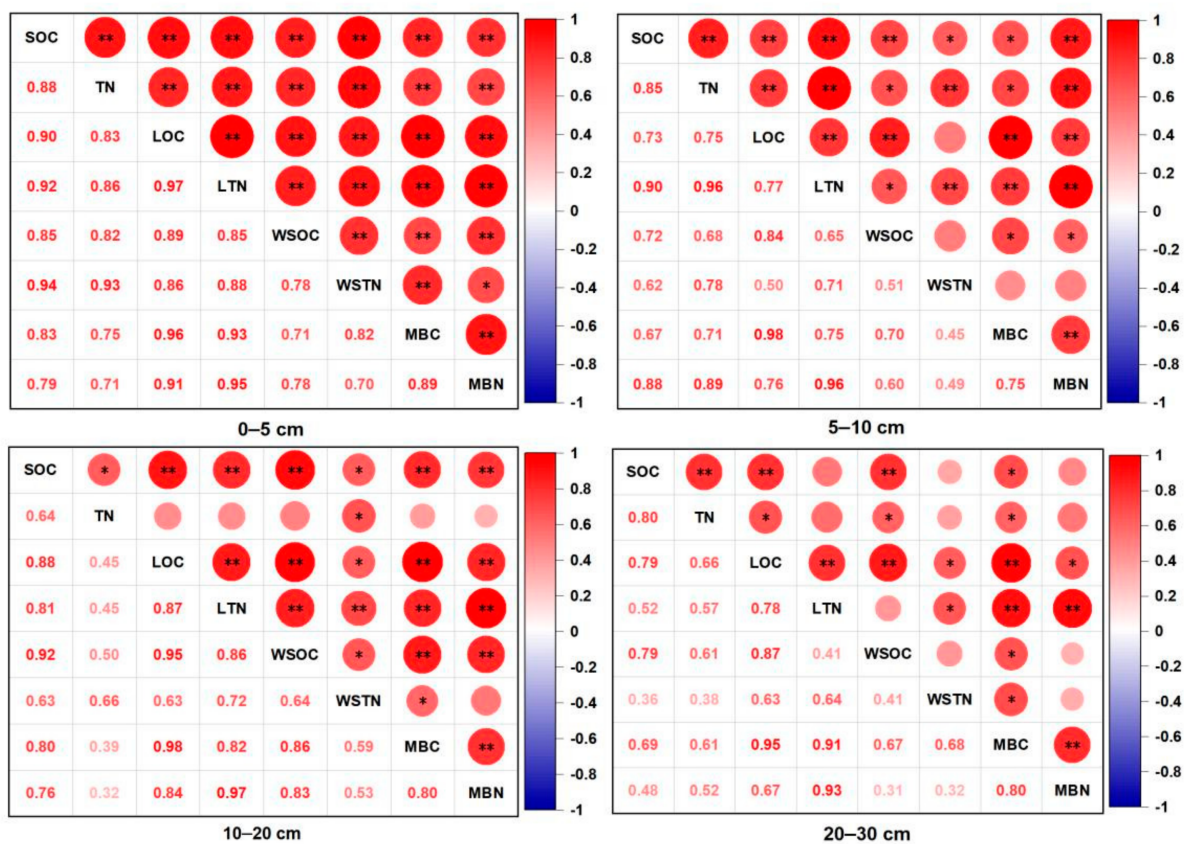 SOC ** ** ** ** ** ** **
0.88 TN ** ** ** ** ** **
0.90 0.83 LOC ** ** ** ** **
0.92 0.86 0.97 LTN ** ** ** **
0.85 0.82 0.89 0.85 WSOC ** ** **
0.94 0.93 0.86 0.88 0.78 WSTN ** *
0.83 0.75 0.96 0.93 0.71 0.82 MBC **
0.79 0.71 0.91 0.95 0.78 0.70 0.89 MBN
1
0.8
0.6
0.4
0.2
0
-0.2
-0.4
-0.6
-0.8
-1
0–5 cm
SOC ** ** ** ** * * **
0.85 TN ** ** * ** * **
0.73 0.75 LOC ** ** ** **
0.90 0.96 0.77 LTN * ** ** **
0.72 0.68 0.84 0.65 WSOC * *
0.62 0.78 0.50 0.71 0.51 WSTN
0.67 0.71 0.98 0.75 0.70 0.45 MBC **
0.88 0.89 0.76 0.96 0.60 0.49 0.75 MBN
1
0.8
0.6
0.4
0.2
0
-0.2
-0.4
-0.6
-0.8
-1
5–10 cm
SOC * ** ** ** * ** **
0.64 TN *
0.88 0.45 LOC ** ** * ** **
0.81 0.45 0.87 LTN ** ** ** **
0.92 0.50 0.95 0.86 WSOC * ** **
0.63 0.66 0.63 0.72 0.64 WSTN *
0.80 0.39 0.98 0.82 0.86 0.59 MBC **
0.76 0.32 0.84 0.97 0.83 0.53 0.80 MBN
1
0.8
0.6
0.4
0.2
0
-0.2
-0.4
-0.6
-0.8
-1
10–20 cm
SOC ** ** ** *
0.80 TN * * *
0.79 0.66 LOC ** ** * ** *
0.52 0.57 0.78 LTN * ** **
0.79 0.61 0.87 0.41 WSOC *
0.36 0.38 0.63 0.64 0.41 WSTN *
0.69 0.61 0.95 0.91 0.67 0.68 MBC **
0.48 0.52 0.67 0.93 0.31 0.32 0.80 MBN
1
0.8
0.6
0.4
0.2
0
-0.2
-0.4
-0.6
-0.8
-1
20–30 cm